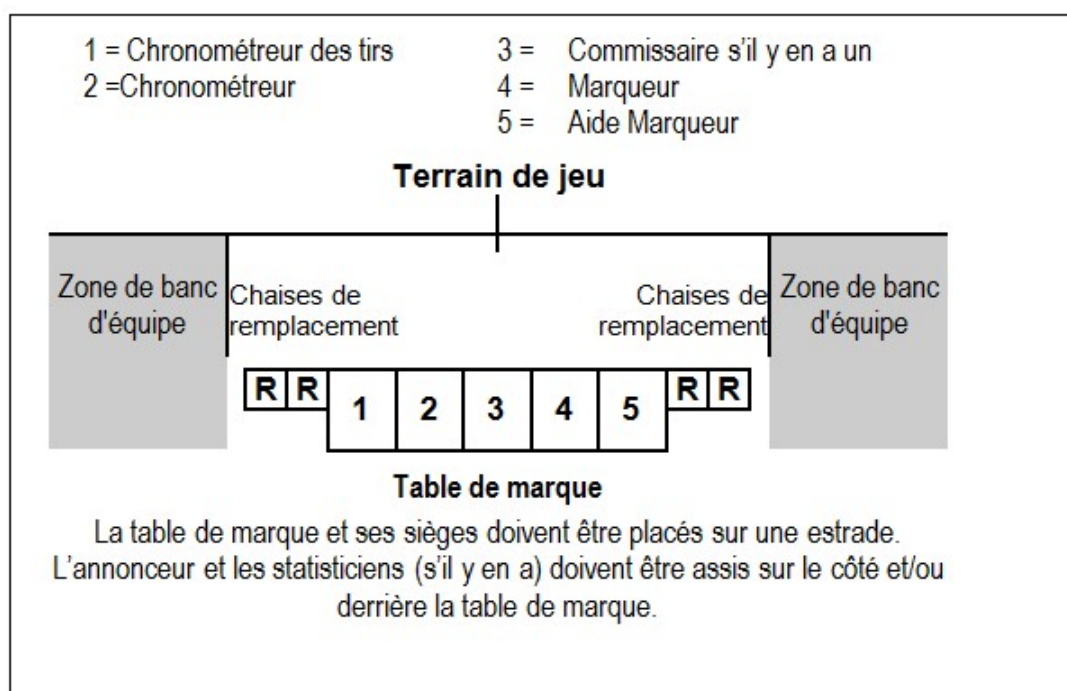 1 = Chronométreur des tirs
2 =Chronométreur
3 = Commissaire s'il y en a un
4 = Marqueur
5 = Aide Marqueur
Terrain de jeu
Zone de banc
d'équipe
Chaises de
remplacement
Chaises de
remplacement
Zone de banc
d'équipe
R R 1 2 3 4 5 R R
Table de marque
La table de marque et ses sièges doivent être placés sur une estrade.
L'annonceur et les statisticiens (s'il y en a) doivent être assis sur le côté et/ou
derrière la table de marque.